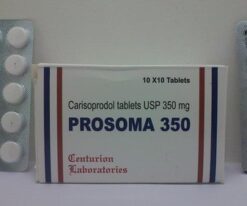 10 X10 Tablets
Carisoprodol tablets USP 350 mg
PROSOMA 350
Centurion
Laboratories